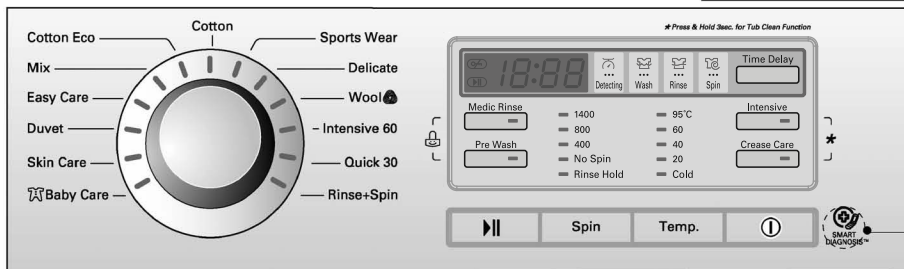 *Press & Hold 3sec. for Tub Clean Function
Cotton
Cotton Eco
Sports Wear
Mix
Delicate
Easy Care
Wool
Duvet
Intensive 60
Skin Care
Quick 30
Baby Care
Rinse+Spin
18:88
Detecting
Wash
Rinse
Spin
Time Delay
Medic Rinse
Pre Wash
1400
800
400
No Spin
Rinse Hold
95°C
60
40
20
Cold
Intensive
Crease Care
*
Spin
Temp.
SMART
DIAGNOSIS™